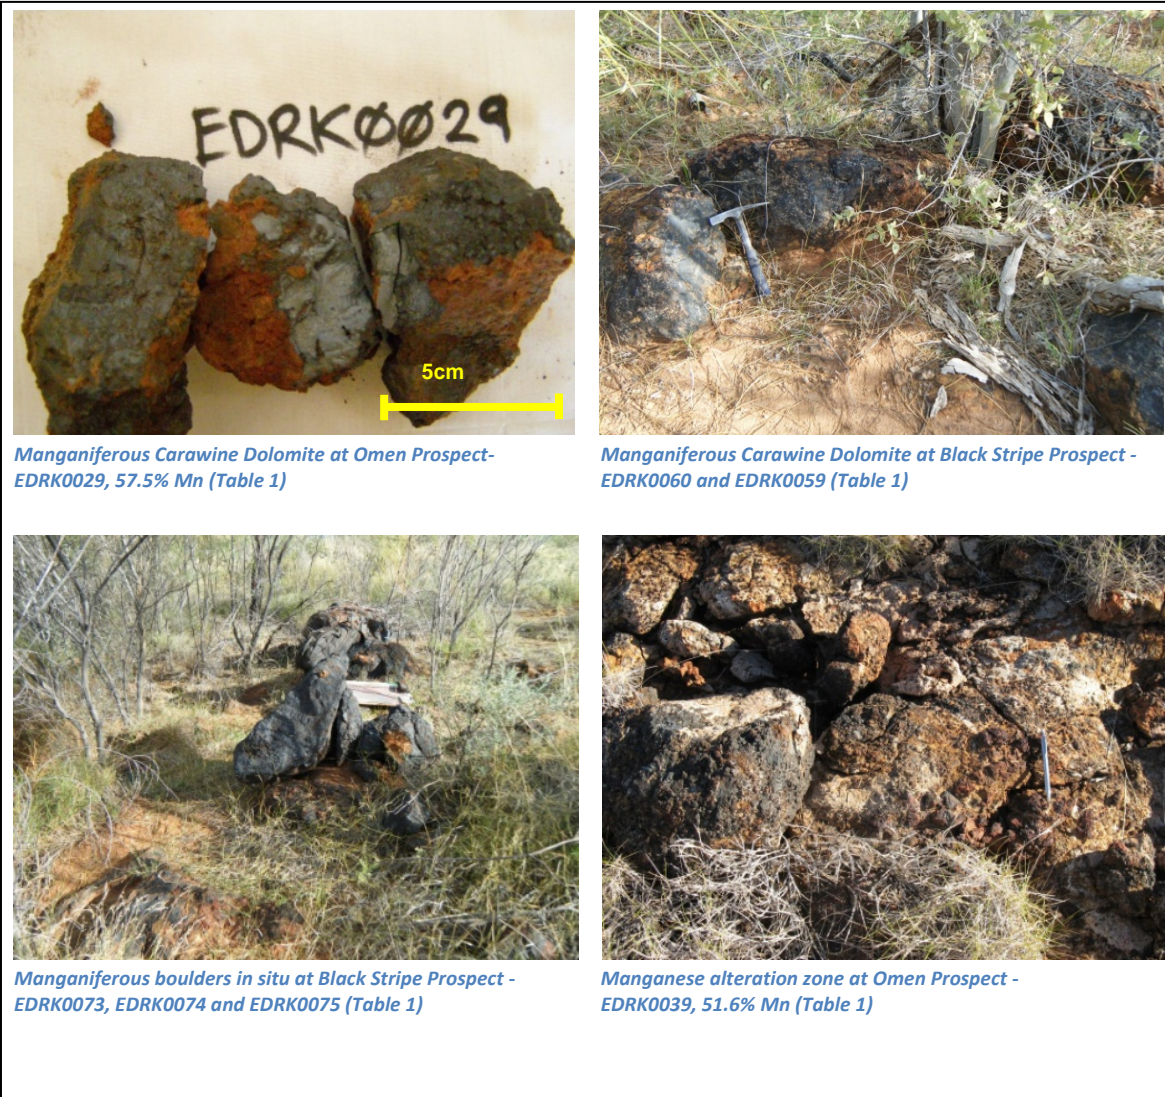 EDRK0029
5cm
Manganiferous Carawine Dolomite at Omen Prospect-
EDRK0029, 57.5% Mn (Table 1)
Manganiferous Carawine Dolomite at Black Stripe Prospect -
EDRK0060 and EDRK0059 (Table 1)
Manganiferous boulders in situ at Black Stripe Prospect -
EDRK0073, EDRK0074 and EDRK0075 (Table 1)
Manganese alteration zone at Omen Prospect -
EDRK0039, 51.6% Mn (Table 1)